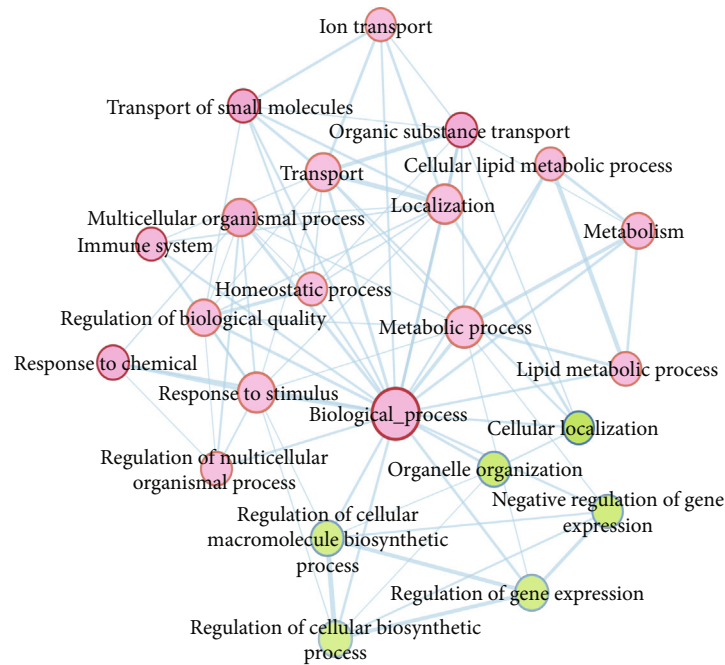 Ion transport
Transport of small molecules
Organic substance transport
Cellular lipid metabolic process
Transport
Localization
Multicellular organismal process
Metabolism
Immune system
Homeostatic process
Regulation of biological quality
Metabolic process
Response to chemical
Lipid metabolic process
Response to stimulus
Biological_process
Cellular localization
Regulation of multicellular
organismal process
Organelle organization
Negative regulation of gene
expression
Regulation of cellular
macromolecule biosynthetic
process
Regulation of gene expression
Regulation of cellular biosynthetic
process